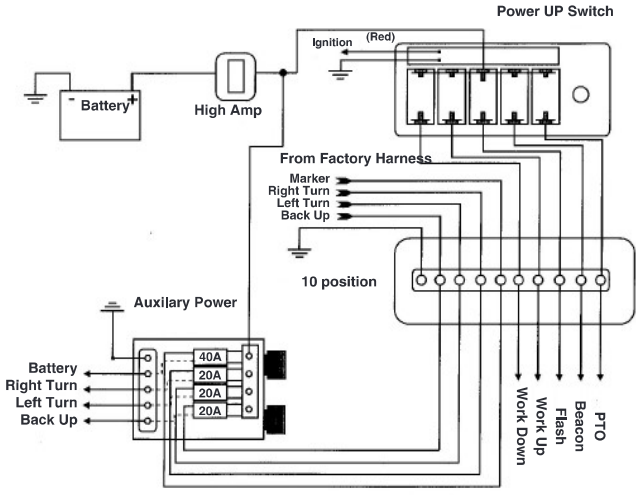 Power UP Switch
Ignition
(Red)
- Battery +
High Amp
From Factory Harness
Marker
Right Turn
Left Turn
Back Up
10 position
Auxilary Power
40A
20A
20A
20A
Battery
Right Turn
Left Turn
Back Up
Work Down
Work Up
Flash
Beacon
PTO